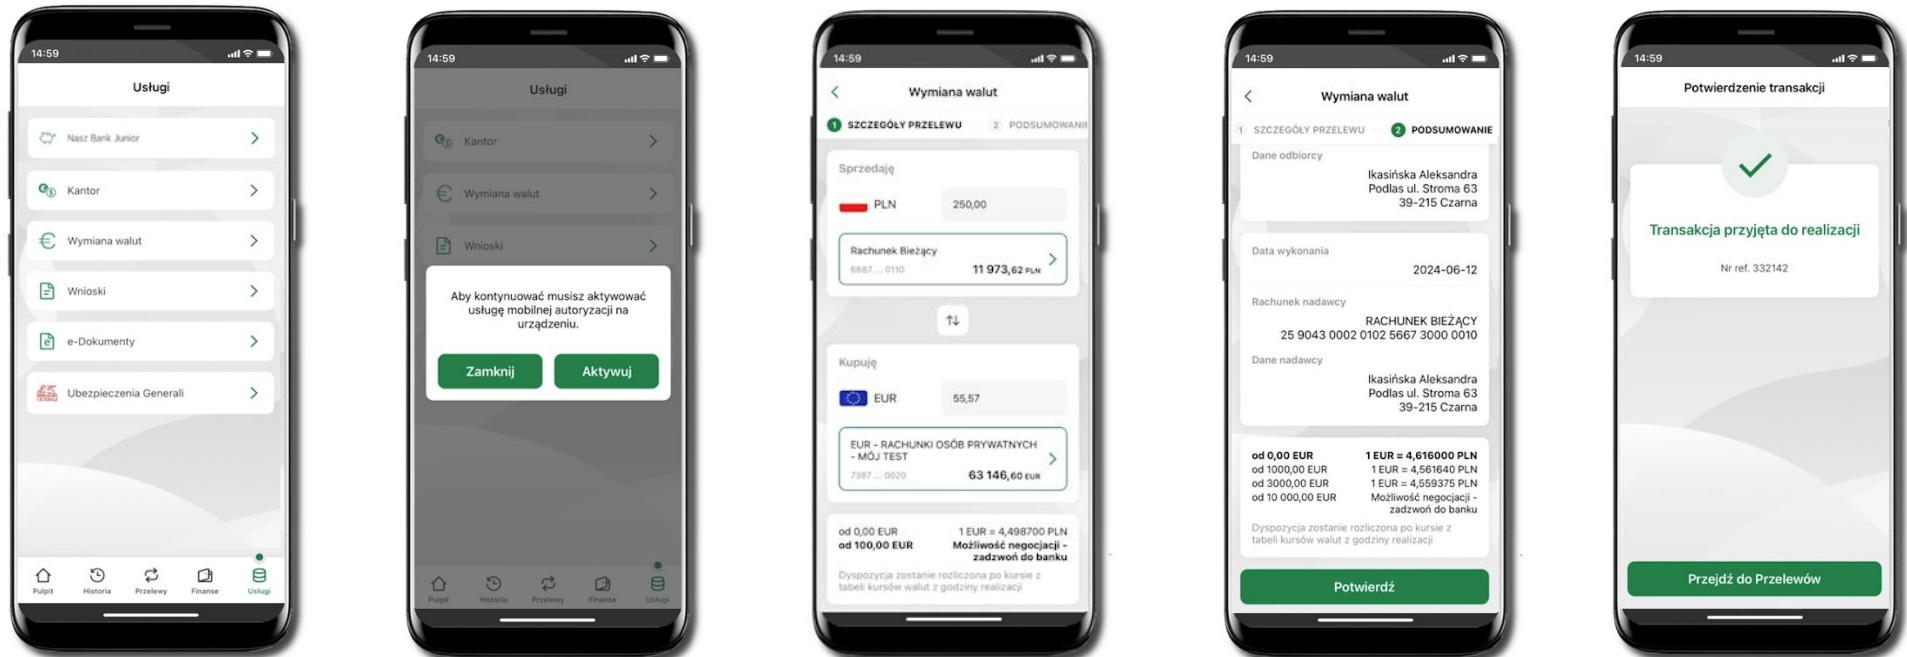 14:59
Usługi
Nasz Bank Junior
Kantor
Wymiana walut
Wnioski
e-Dokumenty
Ubezpieczenia Generali
Pulpit Historia Przelewy Finanse Usługi
14:59
Usługi
Kantor
Wymiana walut
Wnioski
Aby kontynuować musisz aktywować
usługę mobilnej autoryzacji na
urządzeniu.
Zamknij Aktywuj
Pulpit Historia Przelewy Finanse Usługi
14:59
Wymiana walut
1 SZCZEGÓŁY PRZELEWU 2 PODSUMOWANIE
Sprzedaję
PLN 250,00
Rachunek Bieżący
6887 ... 0110 11 973,62 PLN
Kupuję
EUR 55,57
EUR - RACHUNKI OSÓB PRYWATNYCH
- MÓJ TEST
7387 ... 0020 63 146,60 EUR
od 0,00 EUR 1 EUR = 4,498700 PLN
od 100,00 EUR Możliwość negocjacji -
zadzwoń do banku
Dyspozycja zostanie rozliczona po kursie z
tabeli kursów walut z godziny realizacji
14:59
Wymiana walut
1 SZCZEGÓŁY PRZELEWU 2 PODSUMOWANIE
Dane odbiorcy
Ikasińska Aleksandra
Podlas ul. Stroma 63
39-215 Czarna
Data wykonania
2024-06-12
Rachunek nadawcy
RACHUNEK BIEŻĄCY
25 9043 0002 0102 5667 3000 0010
Dane nadawcy
Ikasińska Aleksandra
Podlas ul. Stroma 63
39-215 Czarna
od 0,00 EUR 1 EUR = 4,616000 PLN
od 1000,00 EUR 1 EUR = 4,561640 PLN
od 3000,00 EUR 1 EUR = 4,559375 PLN
od 10 000,00 EUR Możliwość negocjacji -
zadzwoń do banku
Dyspozycja zostanie rozliczona po kursie z
tabeli kursów walut z godziny realizacji
Potwierdź
14:59
Potwierdzenie transakcji
Transakcja przyjęta do realizacji
Nr ref. 332142
Przejdź do Przelewów